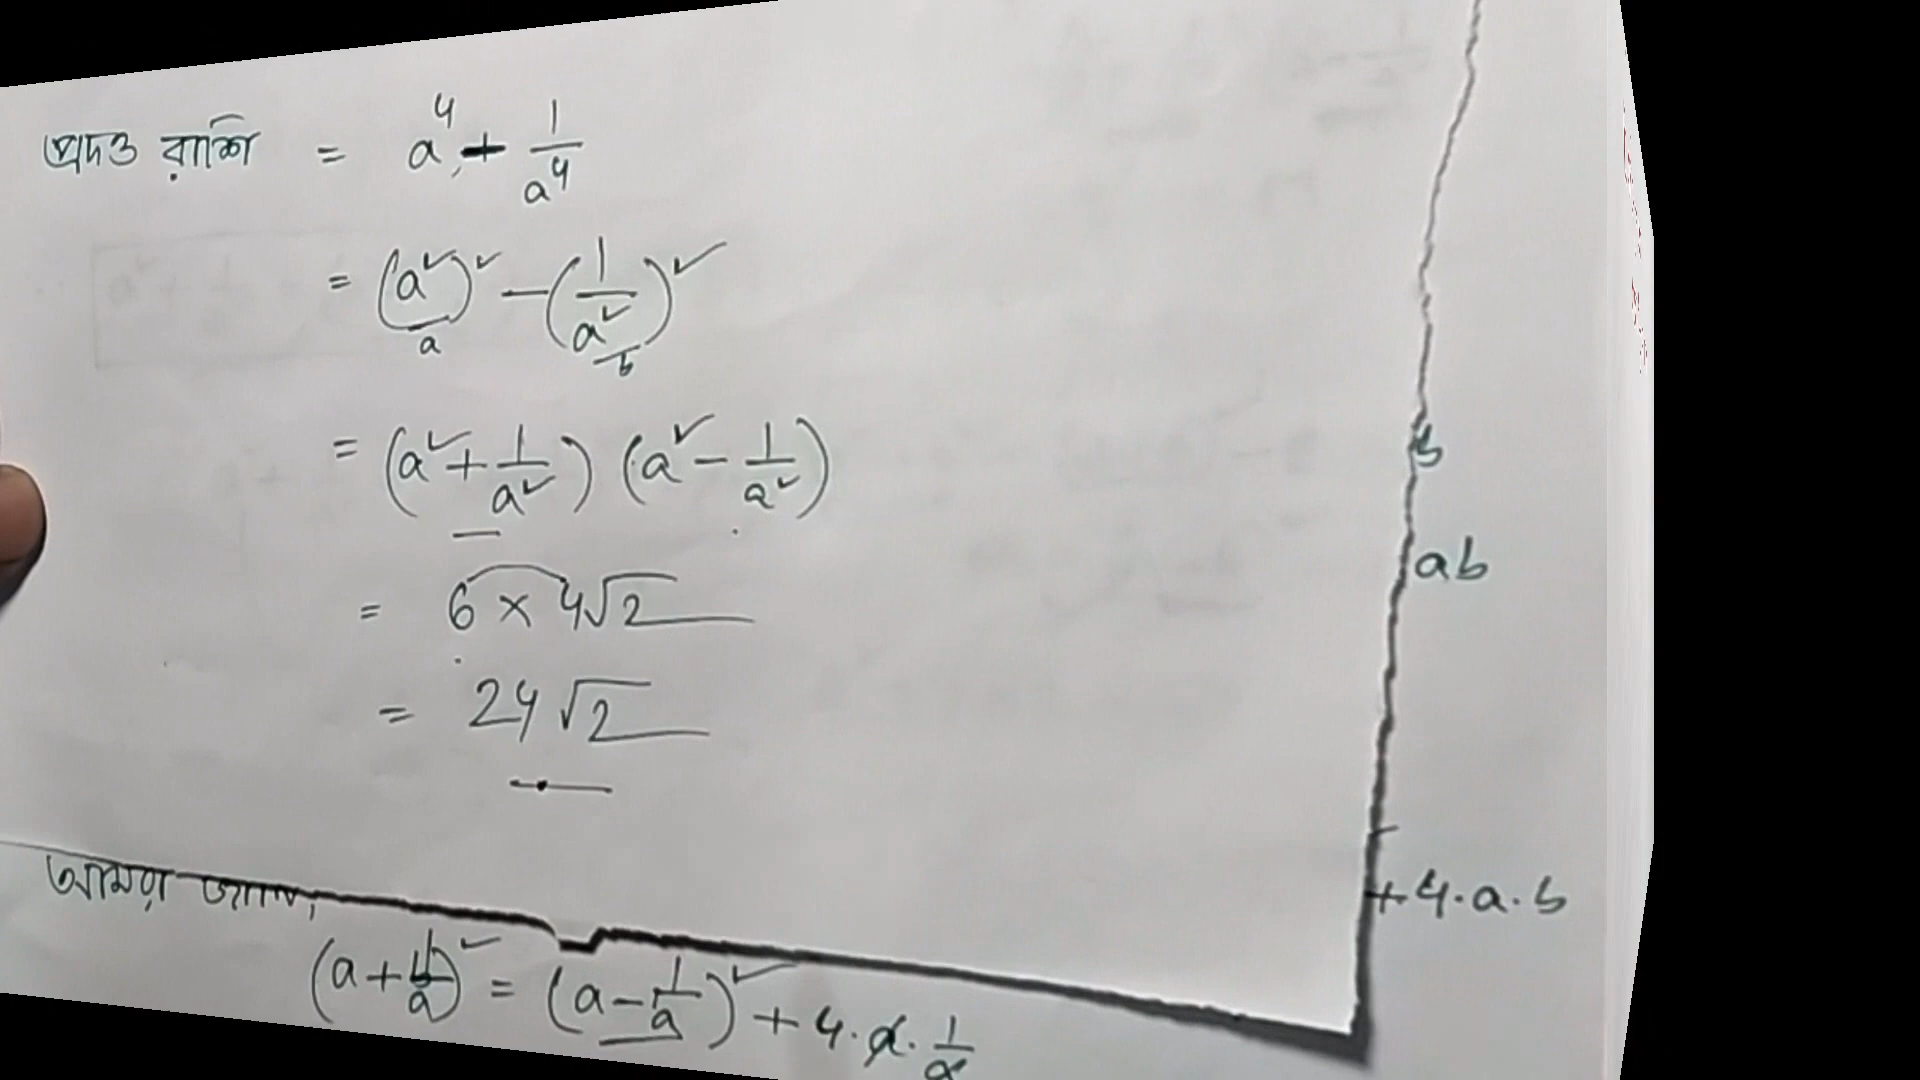 প্রদত্ত রাশি = a⁴ + 1/a⁴
= (a²)² − (1/a²)²
a b
= (a² + 1/a²) (a² − 1/a²)
b
ab
= 6 × 4√2
= 24√2
+ 4.a.b
আমরা জানি,
(a + 1/a)² = (a − 1/a)² + 4.a.1/a